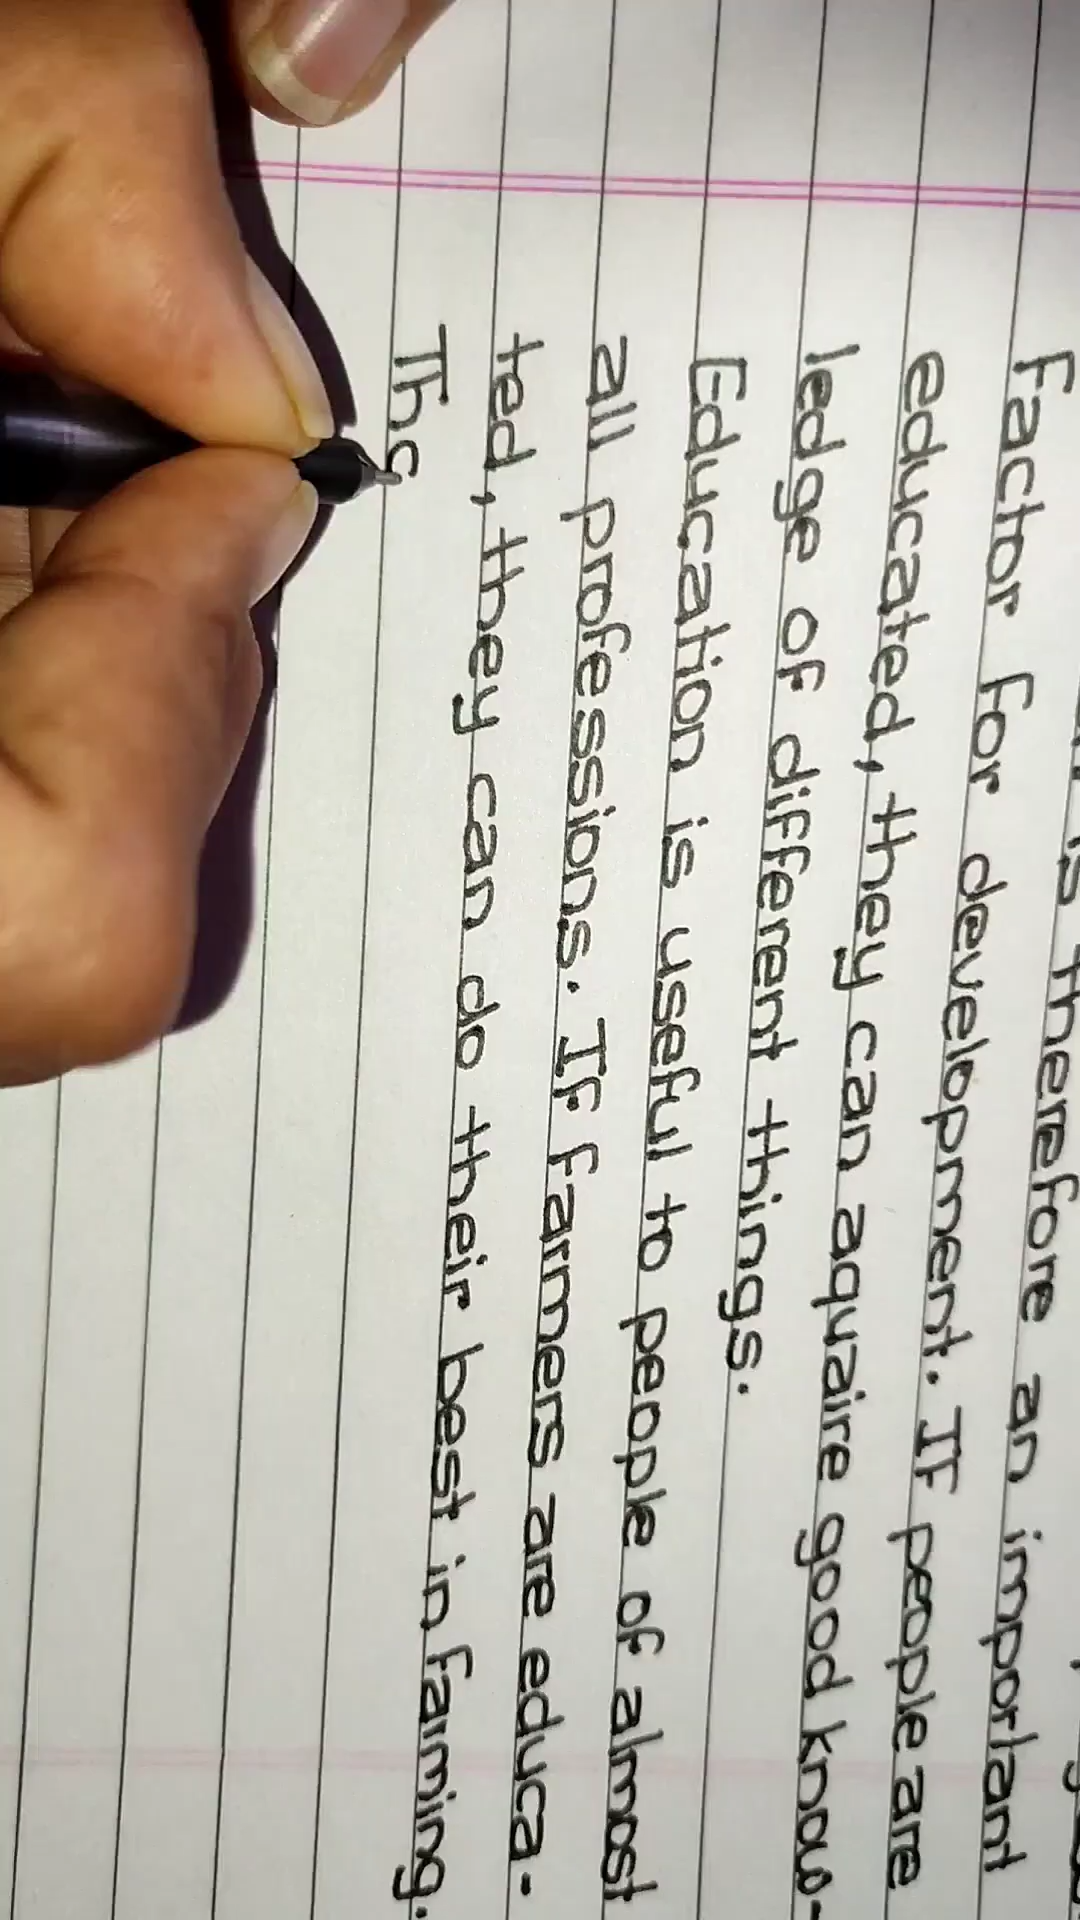 is therefore an important
factor for development. If people are
educated, they can aquaire good know-
ledge of different things.
Education is useful to people of almost
all professions. If farmers are educa-
ted, they can do their best in farming.
The